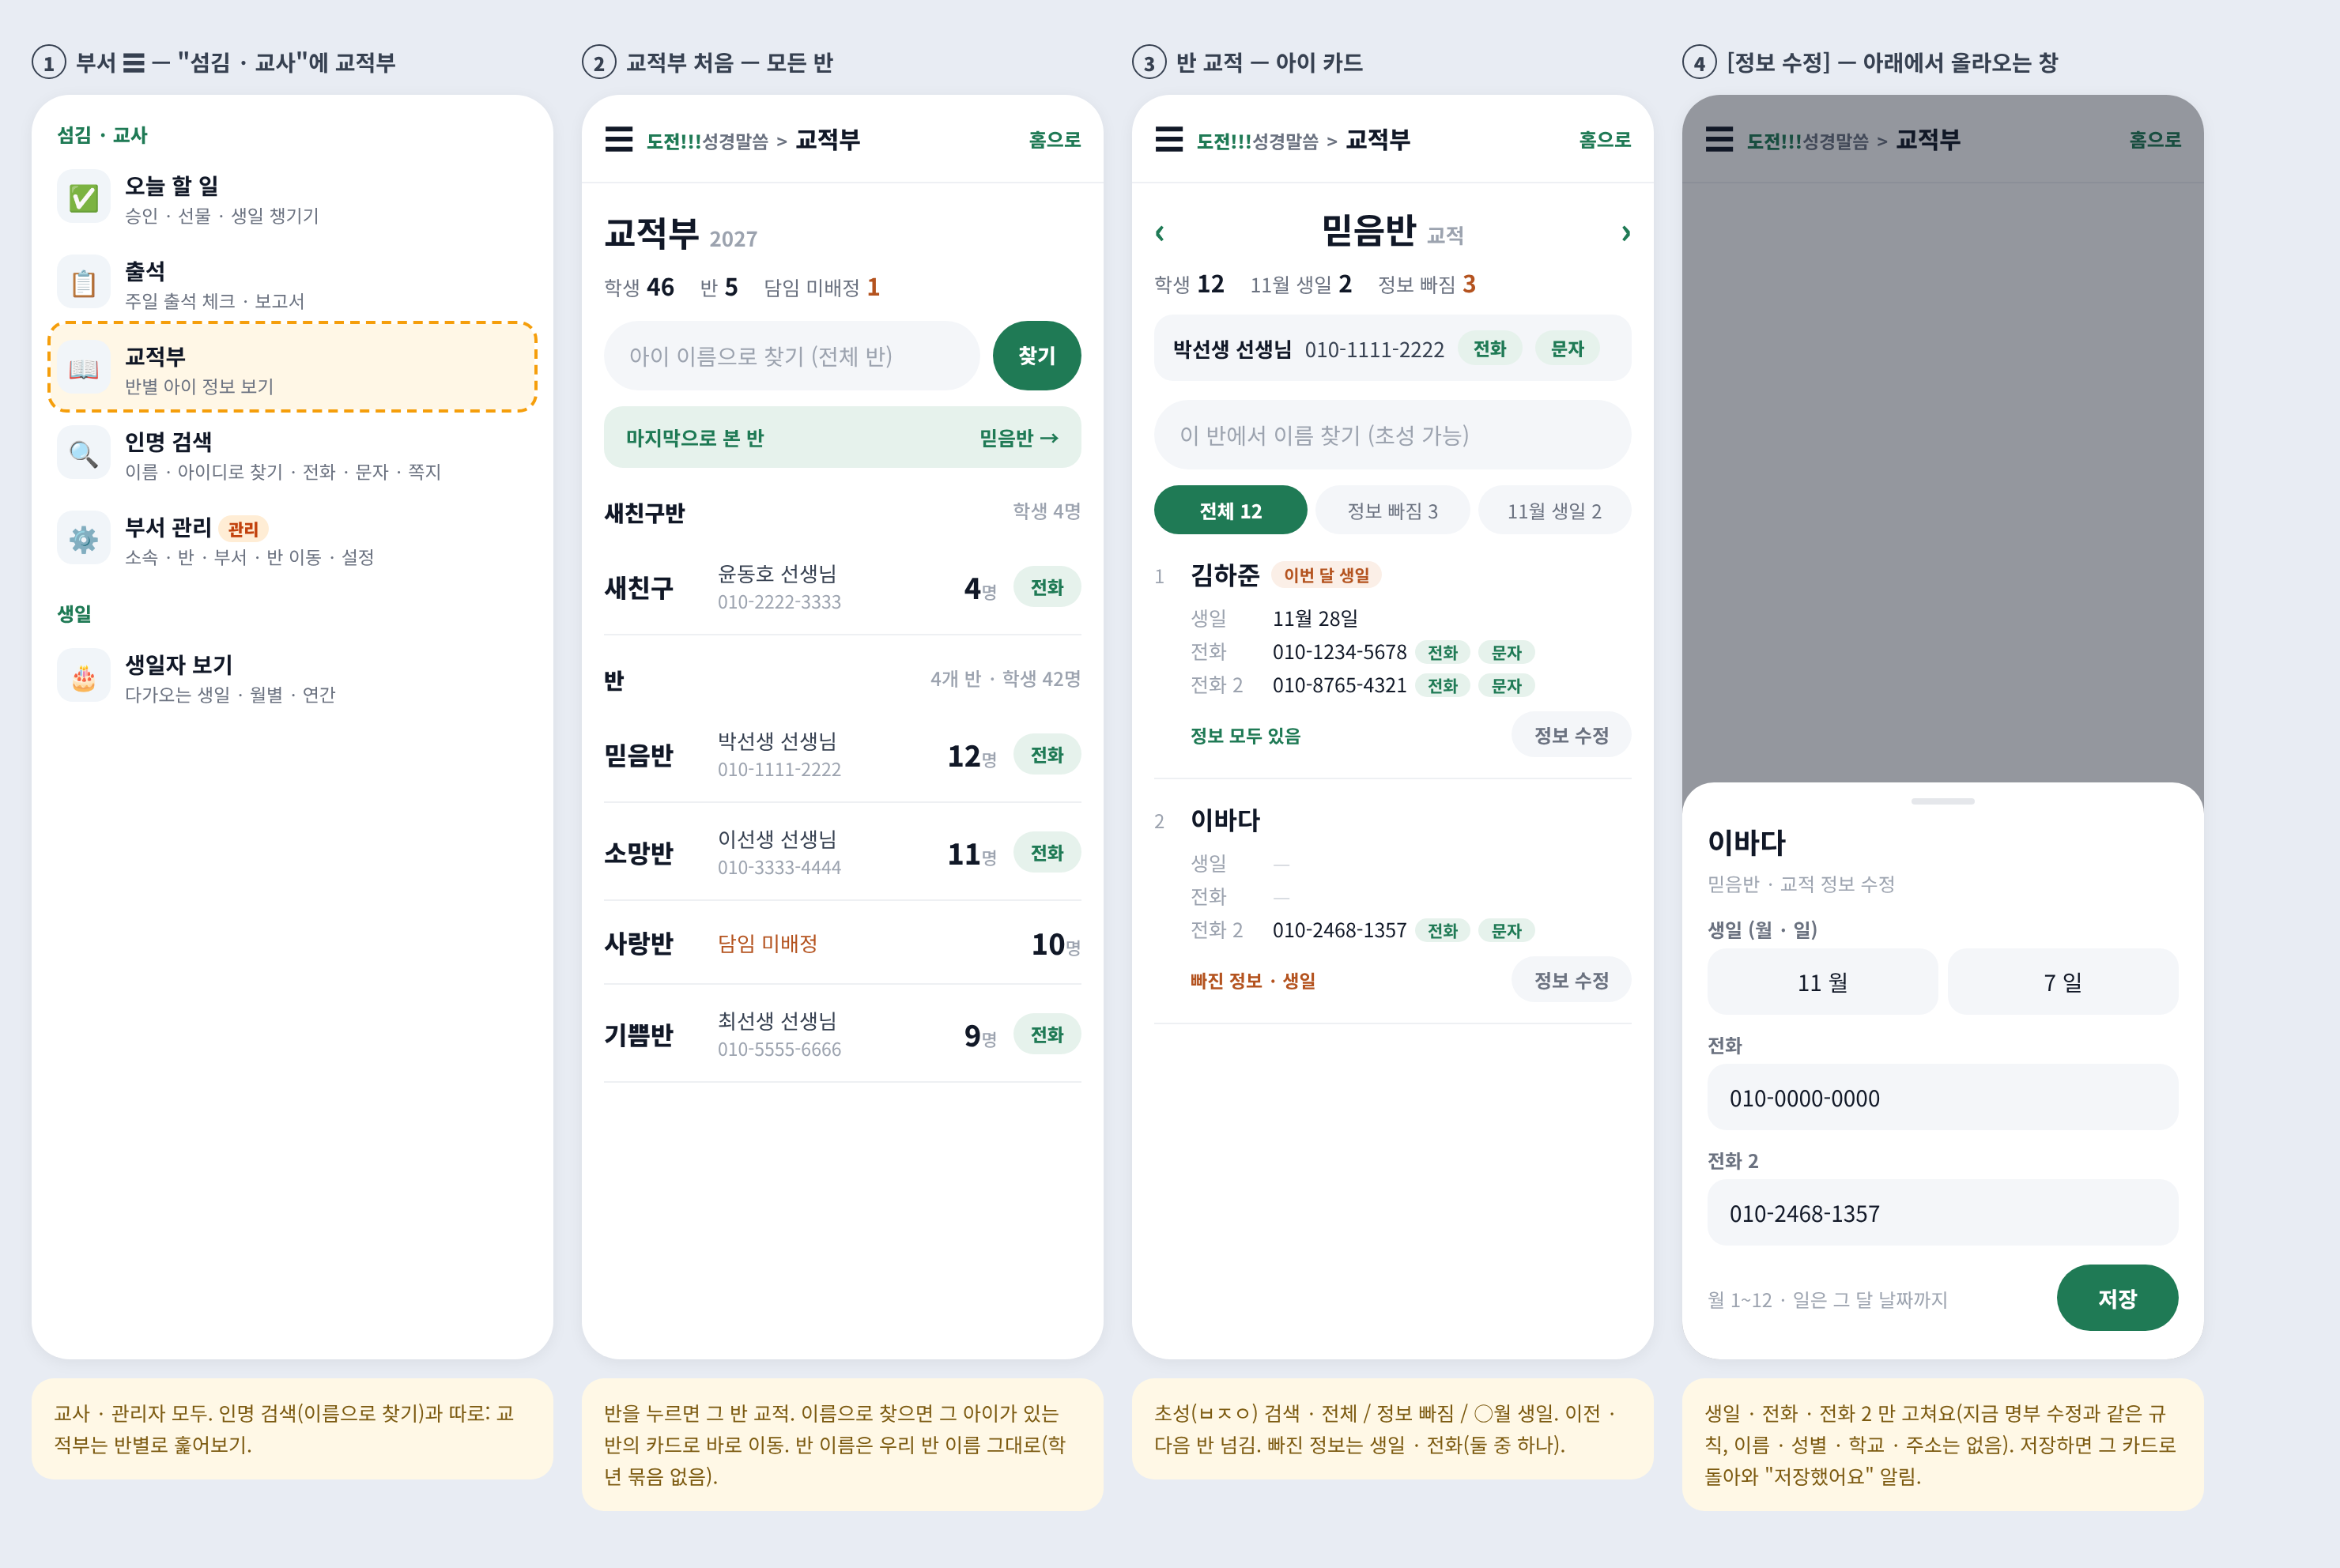 1 부서 ☰ — "섬김 · 교사"에 교적부
섬김 · 교사
오늘 할 일
승인 · 선물 · 생일 챙기기
출석
주일 출석 체크 · 보고서
교적부
반별 아이 정보 보기
인명 검색
이름 · 아이디로 찾기 · 전화 · 문자 · 쪽지
부서 관리 관리
소속 · 반 · 부서 · 반 이동 · 설정
생일
생일자 보기
다가오는 생일 · 월별 · 연간
교사 · 관리자 모두. 인명 검색(이름으로 찾기)과 따로: 교
적부는 반별로 훑어보기.
2 교적부 처음 — 모든 반
☰ 도전!!!성경말씀 > 교적부 홈으로
교적부 2027
학생 46 반 5 담임 미배정 1
아이 이름으로 찾기 (전체 반) 찾기
마지막으로 본 반 믿음반 →
새친구반 학생 4명
새친구 윤동호 선생님 4명 전화
010-2222-3333
반 4개 반 · 학생 42명
믿음반 박선생 선생님 12명 전화
010-1111-2222
소망반 이선생 선생님 11명 전화
010-3333-4444
사랑반 담임 미배정 10명
기쁨반 최선생 선생님 9명 전화
010-5555-6666
반을 누르면 그 반 교적. 이름으로 찾으면 그 아이가 있는
반의 카드로 바로 이동. 반 이름은 우리 반 이름 그대로(학
년 묶음 없음).
3 반 교적 — 아이 카드
☰ 도전!!!성경말씀 > 교적부 홈으로
‹ 믿음반 교적 ›
학생 12 11월 생일 2 정보 빠짐 3
박선생 선생님 010-1111-2222 전화 문자
이 반에서 이름 찾기 (초성 가능)
전체 12 정보 빠짐 3 11월 생일 2
1 김하준 이번 달 생일
생일 11월 28일
전화 010-1234-5678 전화 문자
전화 2 010-8765-4321 전화 문자
정보 모두 있음 정보 수정
2 이바다
생일 —
전화 —
전화 2 010-2468-1357 전화 문자
빠진 정보 · 생일 정보 수정
초성(ㅂㅈㅇ) 검색 · 전체 / 정보 빠짐 / ○월 생일. 이전 ·
다음 반 넘김. 빠진 정보는 생일 · 전화(둘 중 하나).
4 [정보 수정] — 아래에서 올라오는 창
☰ 도전!!!성경말씀 > 교적부 홈으로
이바다
믿음반 · 교적 정보 수정
생일 (월 · 일)
11 월 7 일
전화
010-0000-0000
전화 2
010-2468-1357
월 1~12 · 일은 그 달 날짜까지 저장
생일 · 전화 · 전화 2 만 고쳐요(지금 명부 수정과 같은 규
칙, 이름 · 성별 · 학교 · 주소는 없음). 저장하면 그 카드로
돌아와 "저장했어요" 알림.